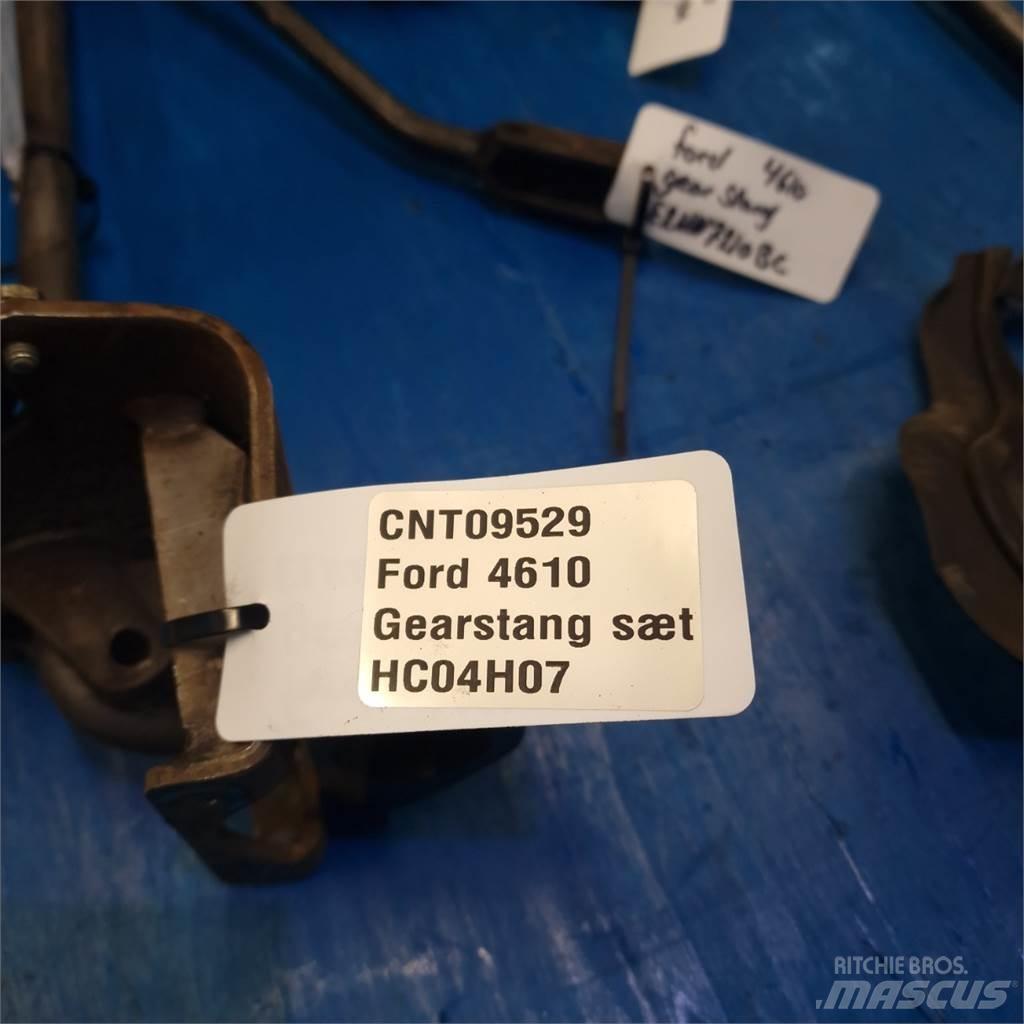 ford 4610
gear stang
CNT09529
Ford 4610
Gearstang sæt
HC04H07
RITCHIE BROS.
MASCUS